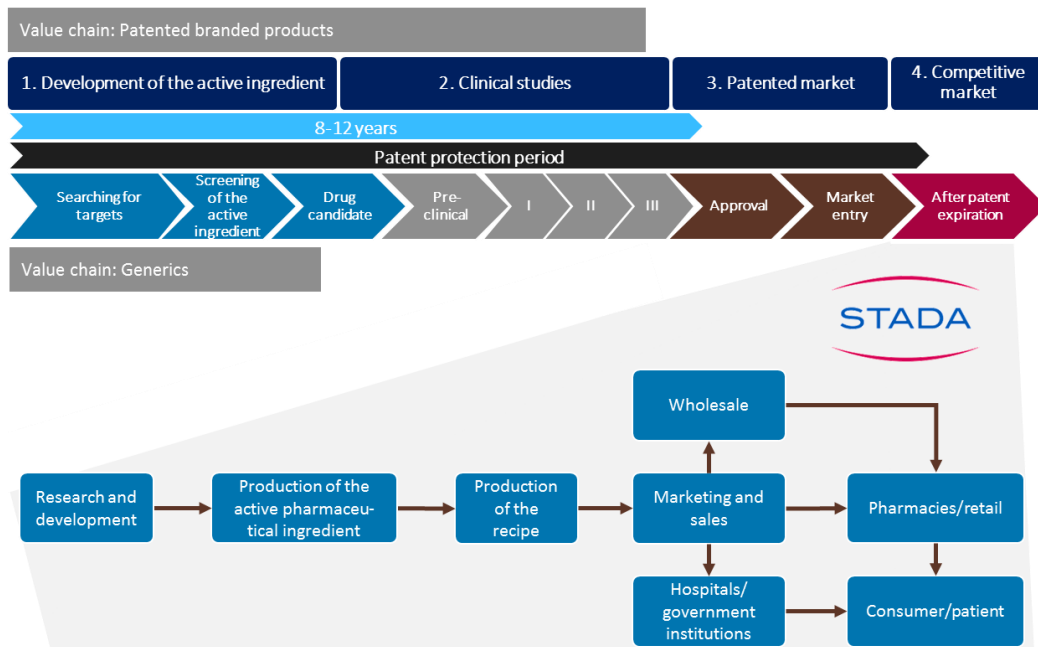 Value chain: Patented branded products
1. Development of the active ingredient
2. Clinical studies
3. Patented market
4. Competitive
market
8-12 years
Patent protection period
Searching for
targets
Screening
of the
active
ingredient
Drug
candidate
Pre-
clinical
I
II
III
Approval
Market
entry
After patent
expiration
Value chain: Generics
STADA
Wholesale
Research and
development
Production of the
active pharmaceu-
tical ingredient
Production
of the
recipe
Marketing and
sales
Pharmacies/retail
Hospitals/
government
institutions
Consumer/patient